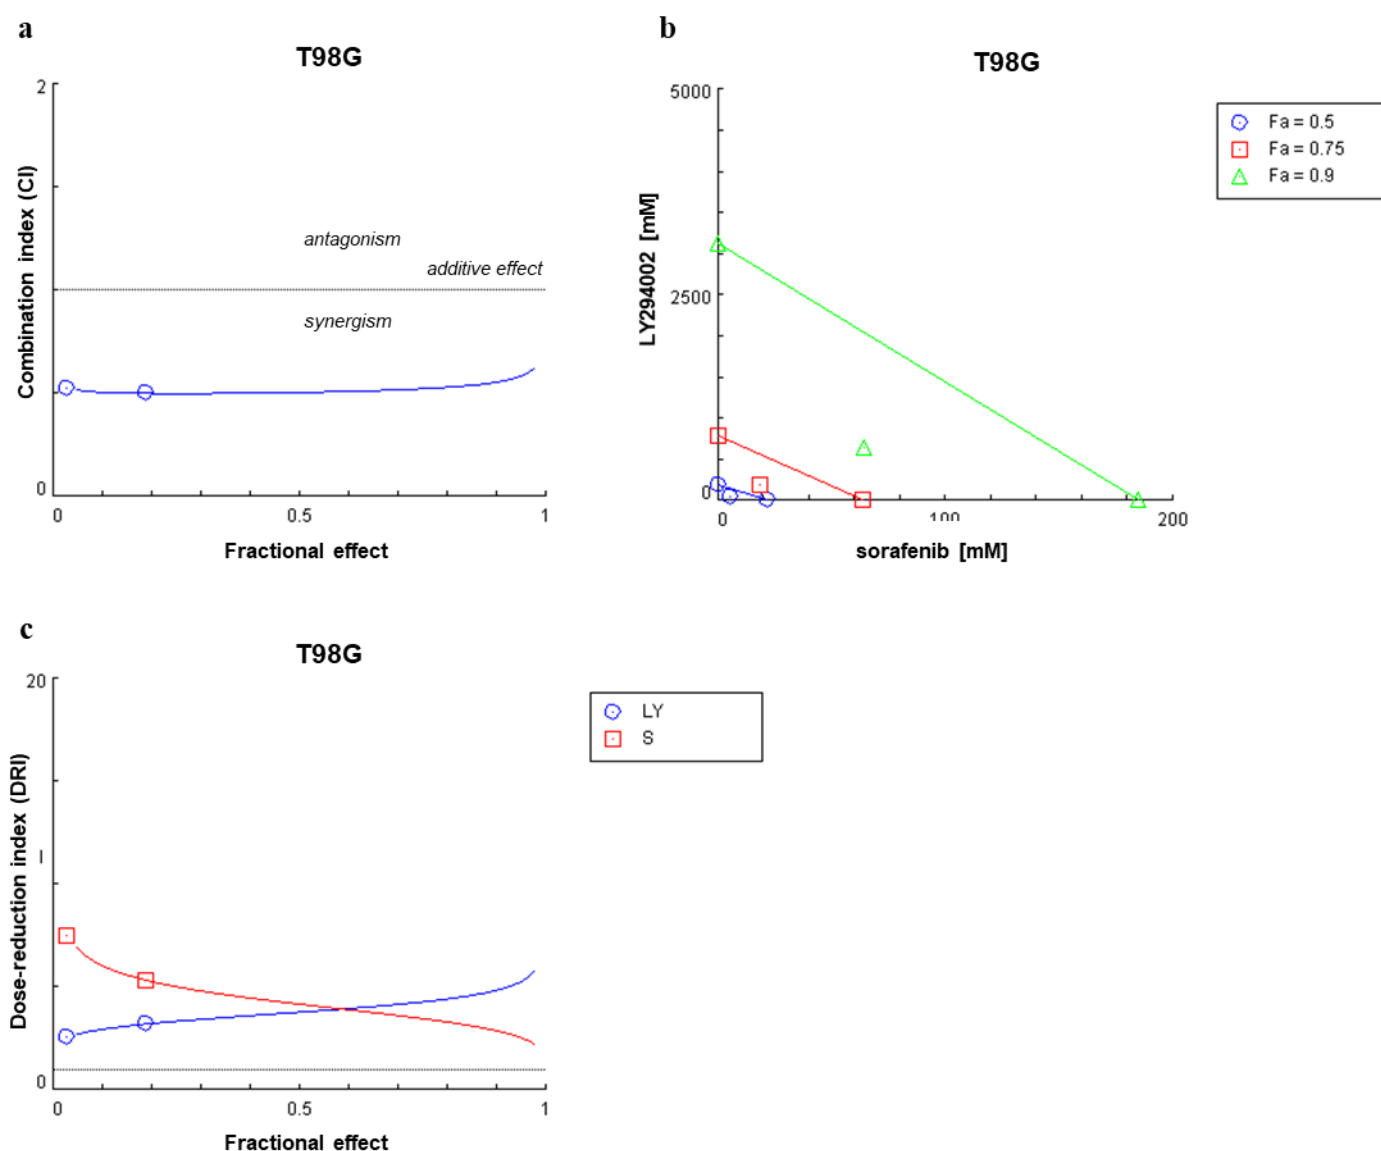 a
T98G
2
Combination index (CI)
antagonism
additive effect
synergism
0
0
0.5
1
Fractional effect
b
T98G
5000
LY294002 [mM]
2500
0
0
100
200
sorafenib [mM]
Fa = 0.5
Fa = 0.75
Fa = 0.9
c
T98G
20
Dose-reduction index (DRI)
0
0
0.5
1
Fractional effect
LY
S